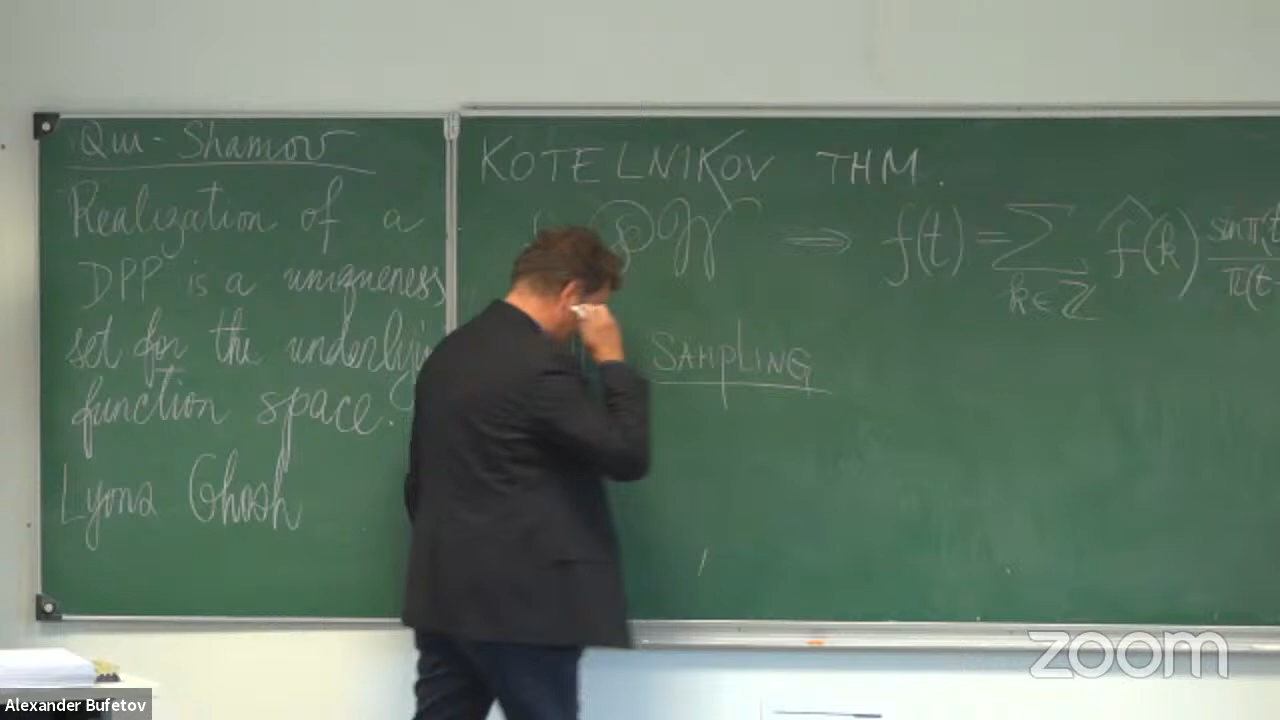 Qiu - Shamov
Realization of a
DPP is a uniqueness
set for the underlying
function space.
Lyons Ghosh
KOTELNIKOV THM.
⟹ f(t) = ∑ f̂(k) sin π(t
k ∈ ℤ π(t-
SAMPLING
zoom
Alexander Bufetov